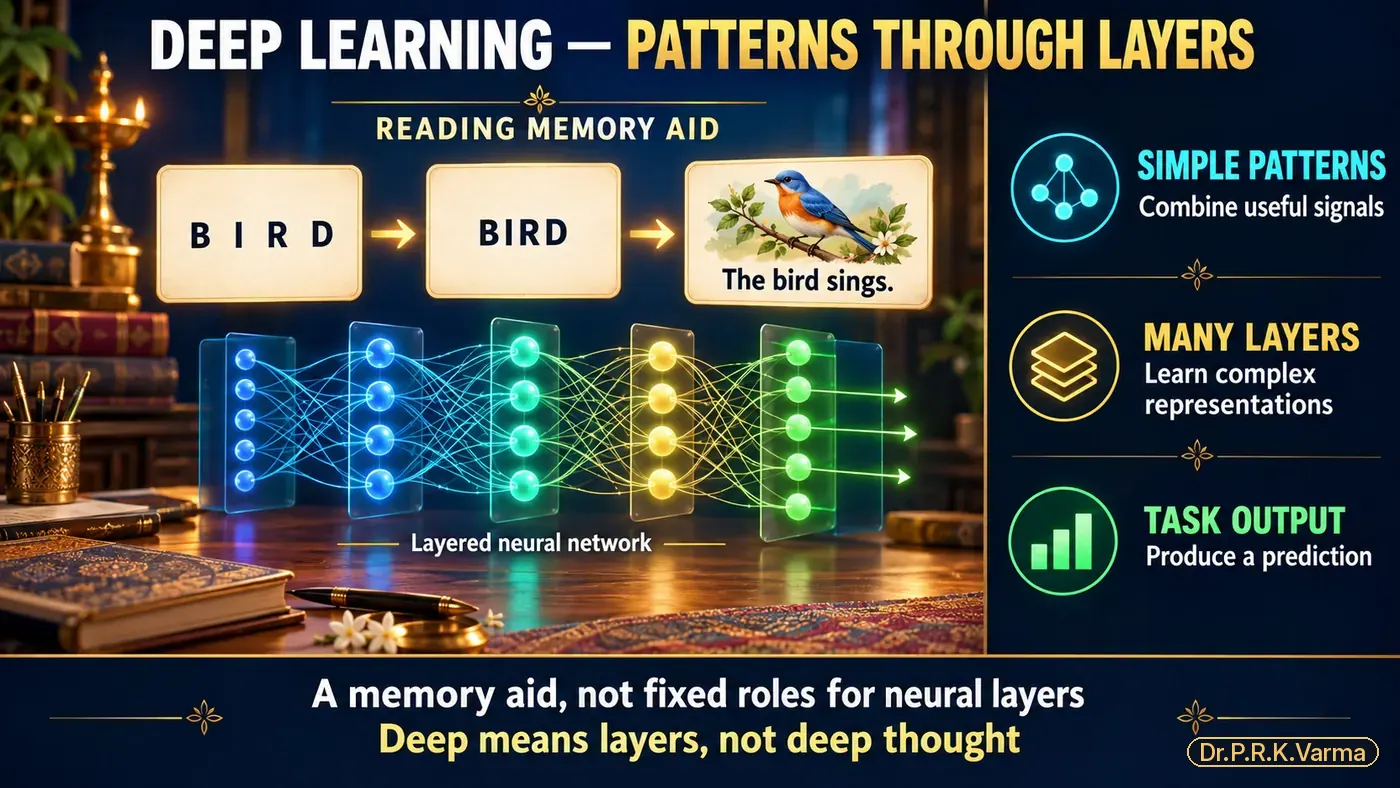 DEEP LEARNING — PATTERNS THROUGH LAYERS
READING MEMORY AID
B I R D
BIRD
The bird sings.
Layered neural network
SIMPLE PATTERNS
Combine useful signals
MANY LAYERS
Learn complex
representations
TASK OUTPUT
Produce a prediction
A memory aid, not fixed roles for neural layers
Deep means layers, not deep thought
Dr.P.R.K.Varma